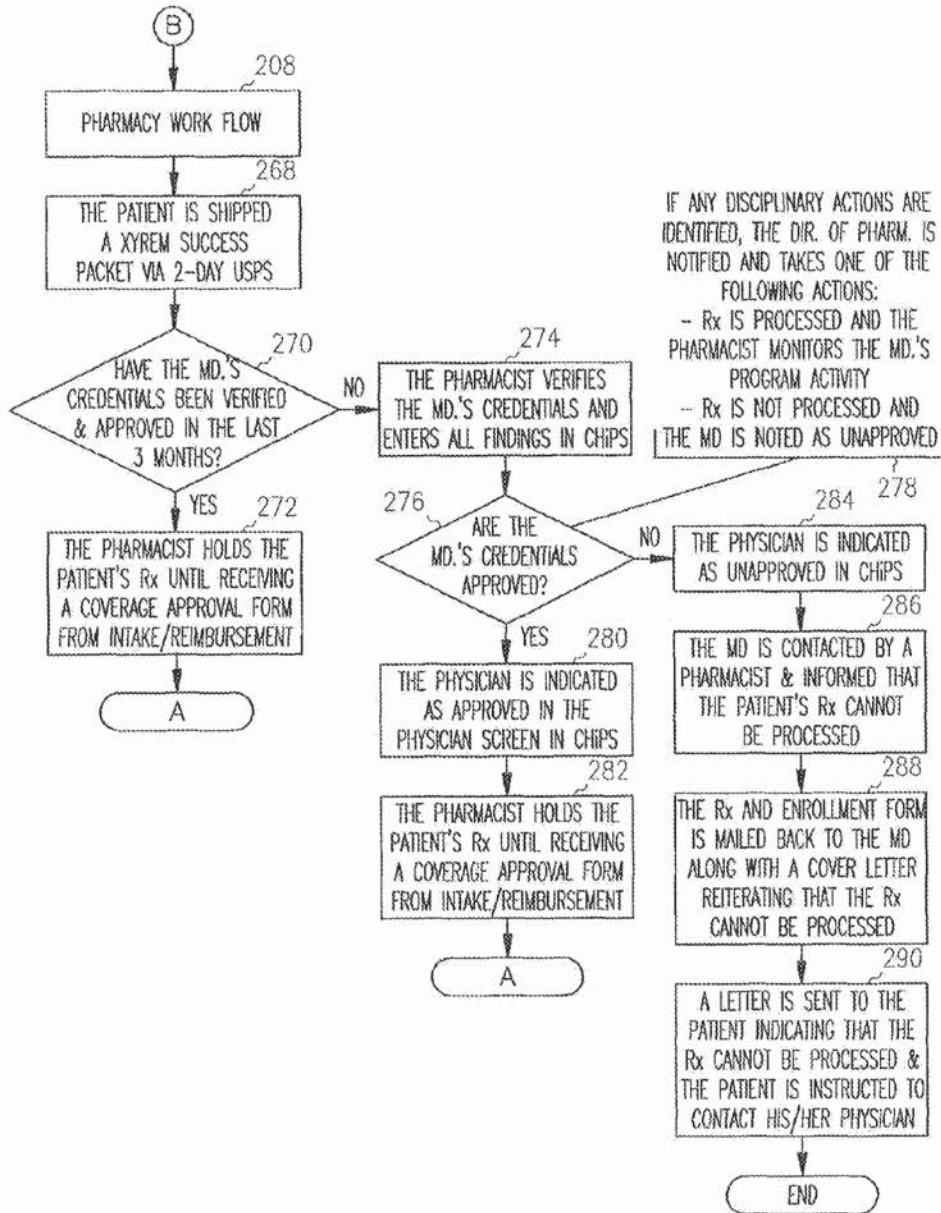 B
208
PHARMACY WORK FLOW
268
THE PATIENT IS SHIPPED
A XYREM SUCCESS
PACKET VIA 2-DAY USPS
270
HAVE THE MD.'S
CREDENTIALS BEEN VERIFIED
& APPROVED IN THE LAST
3 MONTHS?
NO
YES
272
THE PHARMACIST HOLDS THE
PATIENT'S Rx UNTIL RECEIVING
A COVERAGE APPROVAL FORM
FROM INTAKE/REIMBURSEMENT
A
274
THE PHARMACIST VERIFIES
THE MD.'S CREDENTIALS AND
ENTERS ALL FINDINGS IN CHiPS
IF ANY DISCIPLINARY ACTIONS ARE
IDENTIFIED, THE DIR. OF PHARM. IS
NOTIFIED AND TAKES ONE OF THE
FOLLOWING ACTIONS:
– Rx IS PROCESSED AND THE
PHARMACIST MONITORS THE MD.'S
PROGRAM ACTIVITY
– Rx IS NOT PROCESSED AND
THE MD IS NOTED AS UNAPPROVED
278
276
ARE THE
MD.'S CREDENTIALS
APPROVED?
NO
YES
280
THE PHYSICIAN IS INDICATED
AS APPROVED IN THE
PHYSICIAN SCREEN IN CHiPS
282
THE PHARMACIST HOLDS THE
PATIENT'S Rx UNTIL RECEIVING
A COVERAGE APPROVAL FORM
FROM INTAKE/REIMBURSEMENT
A
284
THE PHYSICIAN IS INDICATED
AS UNAPPROVED IN CHiPS
286
THE MD IS CONTACTED BY A
PHARMACIST & INFORMED THAT
THE PATIENT'S Rx CANNOT
BE PROCESSED
288
THE Rx AND ENROLLMENT FORM
IS MAILED BACK TO THE MD
ALONG WITH A COVER LETTER
REITERATING THAT THE Rx
CANNOT BE PROCESSED
290
A LETTER IS SENT TO THE
PATIENT INDICATING THAT THE
Rx CANNOT BE PROCESSED &
THE PATIENT IS INSTRUCTED TO
CONTACT HIS/HER PHYSICIAN
END